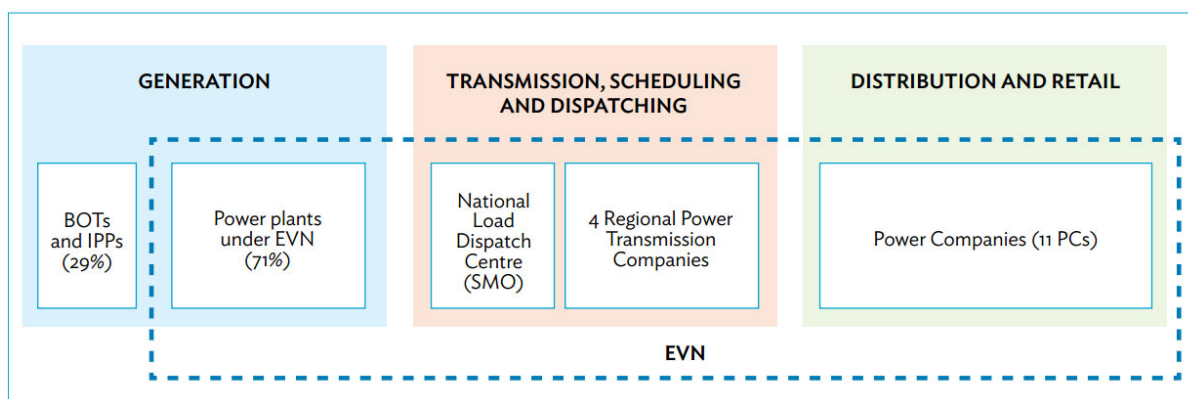 GENERATION
TRANSMISSION, SCHEDULING
AND DISPATCHING
DISTRIBUTION AND RETAIL
BOTs
and IPPs
(29%)
Power plants
under EVN
(71%)
National
Load
Dispatch
Centre
(SMO)
4 Regional Power
Transmission
Companies
Power Companies (11 PCs)
EVN